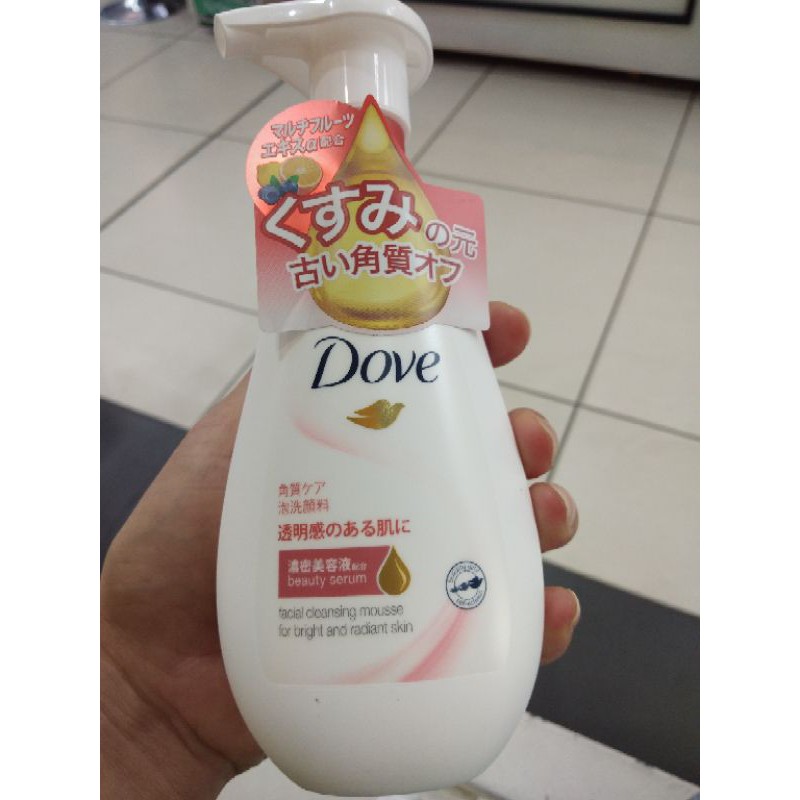 マルチフルーツ
エキスα配合
くすみの元
古い角質オフ
Dove
角質ケア
泡洗顔料
透明感のある肌に
濃密美容液配合
beauty serum
facial cleansing mousse
for bright and radiant skin